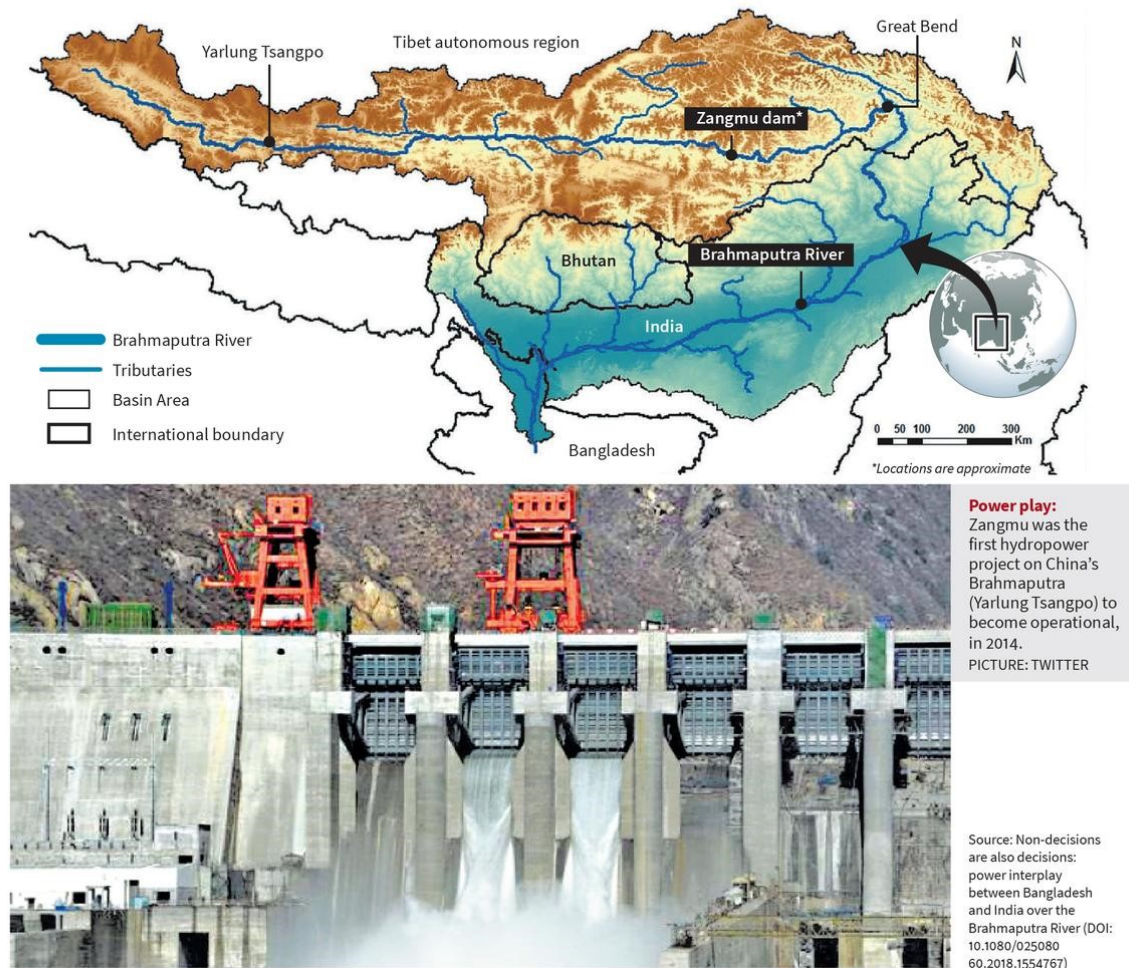 Yarlung Tsangpo
Tibet autonomous region
Great Bend
N
Zangmu dam*
Bhutan
Brahmaputra River
India
Brahmaputra River
Tributaries
Basin Area
International boundary
Bangladesh
0 50 100 200 300
Km
*Locations are approximate
Power play:
Zangmu was the
first hydropower
project on China’s
Brahmaputra
(Yarlung Tsangpo) to
become operational,
in 2014.
PICTURE: TWITTER
Source: Non-decisions
are also decisions:
power interplay
between Bangladesh
and India over the
Brahmaputra River (DOI:
10.1080/025080
60.2018.1554767)